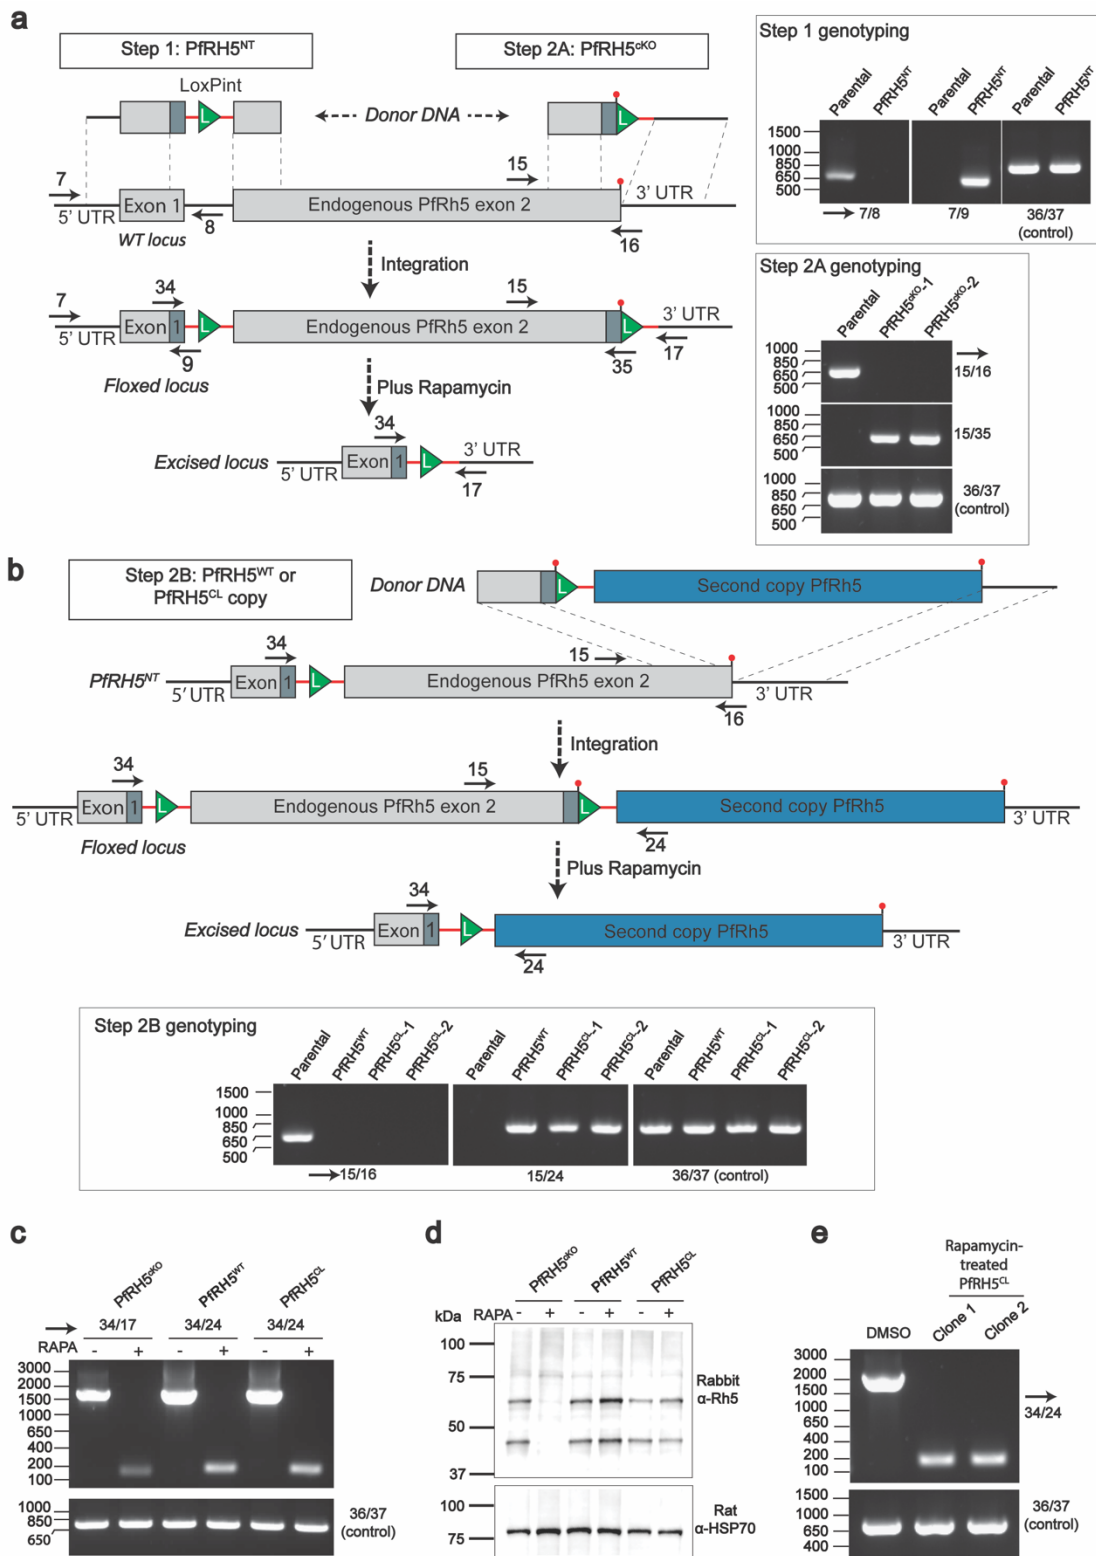 a
Step 1: PfRH5NT
Step 2A: PfRH5cKO
LoxPint
L
Donor DNA
L
7
15
5' UTR
Exon 1
Endogenous PfRh5 exon 2
3' UTR
WT locus
8
16
Integration
7
34
15
5' UTR
Exon 1
L
Endogenous PfRh5 exon 2
L
3' UTR
9
35
17
Floxed locus
Plus Rapamycin
34
Excised locus
5' UTR
Exon 1
L
3' UTR
17
Step 1 genotyping
Parental
PfRH5NT
Parental
PfRH5NT
Parental
PfRH5NT
1500
1000
850
650
500
7/8
7/9
36/37
(control)
Step 2A genotyping
Parental
PfRH5cKO-1
PfRH5cKO-2
1000
850
650
500
15/16
1000
850
650
500
15/35
1000
850
650
500
36/37
(control)
b
Step 2B: PfRH5WT or
PfRH5CL copy
Donor DNA
L
Second copy PfRh5
34
15
PfRH5NT
5' UTR
Exon 1
L
Endogenous PfRh5 exon 2
3' UTR
16
Integration
34
15
5' UTR
Exon 1
L
Endogenous PfRh5 exon 2
L
Second copy PfRh5
3' UTR
Floxed locus
24
Plus Rapamycin
34
Excised locus
5' UTR
Exon 1
L
Second copy PfRh5
3' UTR
24
Step 2B genotyping
Parental
PfRH5WT
PfRH5CL-1
PfRH5CL-2
Parental
PfRH5WT
PfRH5CL-1
PfRH5CL-2
Parental
PfRH5WT
PfRH5CL-1
PfRH5CL-2
1500
1000
850
650
500
15/16
15/24
36/37 (control)
c
PfRH5cKO
PfRH5WT
PfRH5CL
34/17
34/24
34/24
RAPA
- + - + - +
3000
2000
1500
1000
650
400
200
100
1000
850
650
36/37
(control)
d
PfRH5cKO
PfRH5WT
PfRH5CL
kDa
RAPA
- + - + - +
100
75
50
37
Rabbit
α-Rh5
100
75
Rat
α-HSP70
e
Rapamycin-
treated
PfRH5CL
DMSO
Clone 1
Clone 2
3000
2000
1500
1000
650
400
200
100
34/24
1500
1000
850
650
400
36/37
(control)